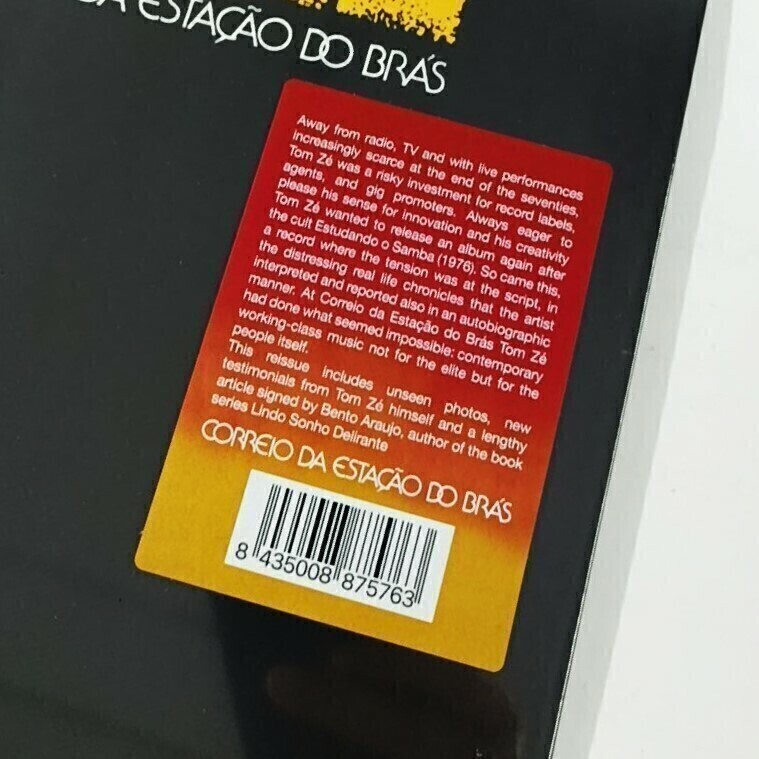 DA ESTAÇÃO DO BRÁS
Away from radio, TV and with live performances
increasingly scarce at the end of the seventies,
Tom Zé was a risky investment for record labels,
agents, and gig promoters. Always eager to
please his sense for innovation and his creativity
Tom Zé wanted to release an album again after
the cult Estudando o Samba (1976). So came this,
a record where the tension was at the script, in
the distressing real life chronicles that the artist
interpreted and reported also in an autobiographic
manner. At Correio da Estação do Brás Tom Zé
had done what seemed impossible: contemporary
working-class music not for the elite but for the
people itself.
This reissue includes unseen photos, new
testimonials from Tom Zé himself and a lengthy
article signed by Bento Araujo, author of the book
series Lindo Sonho Delirante
CORREIO DA ESTAÇÃO DO BRÁS
8 435008 875763